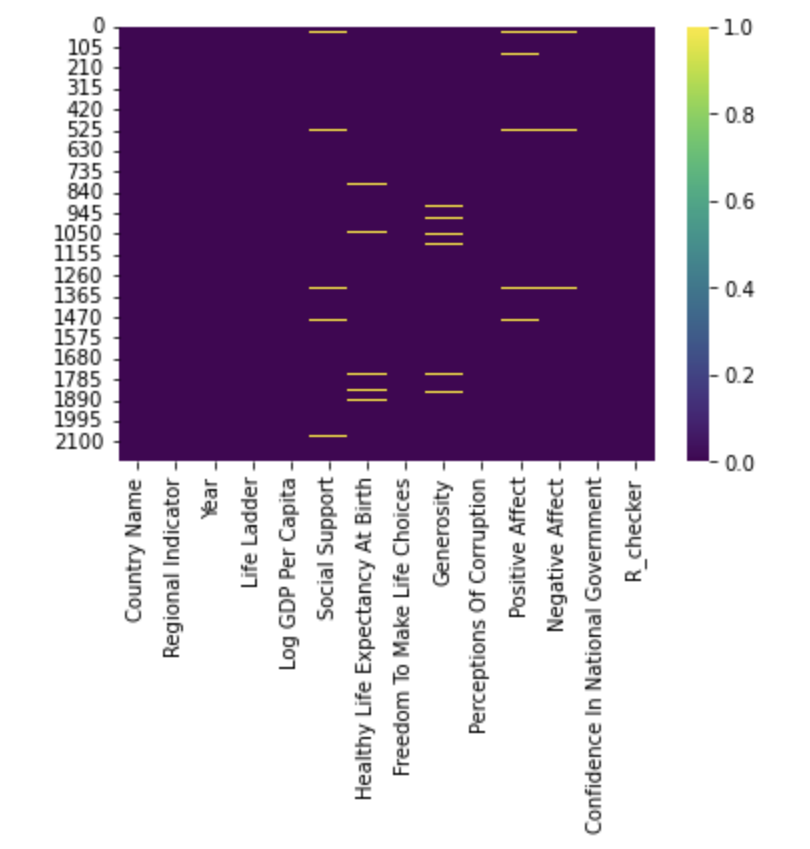 0
105
210
315
420
525
630
735
840
945
1050
1155
1260
1365
1470
1575
1680
1785
1890
1995
2100
1.0
0.8
0.6
0.4
0.2
0.0
Country Name
Regional Indicator
Year
Life Ladder
Log GDP Per Capita
Social Support
Healthy Life Expectancy At Birth
Freedom To Make Life Choices
Generosity
Perceptions Of Corruption
Positive Affect
Negative Affect
Confidence In National Government
R_checker